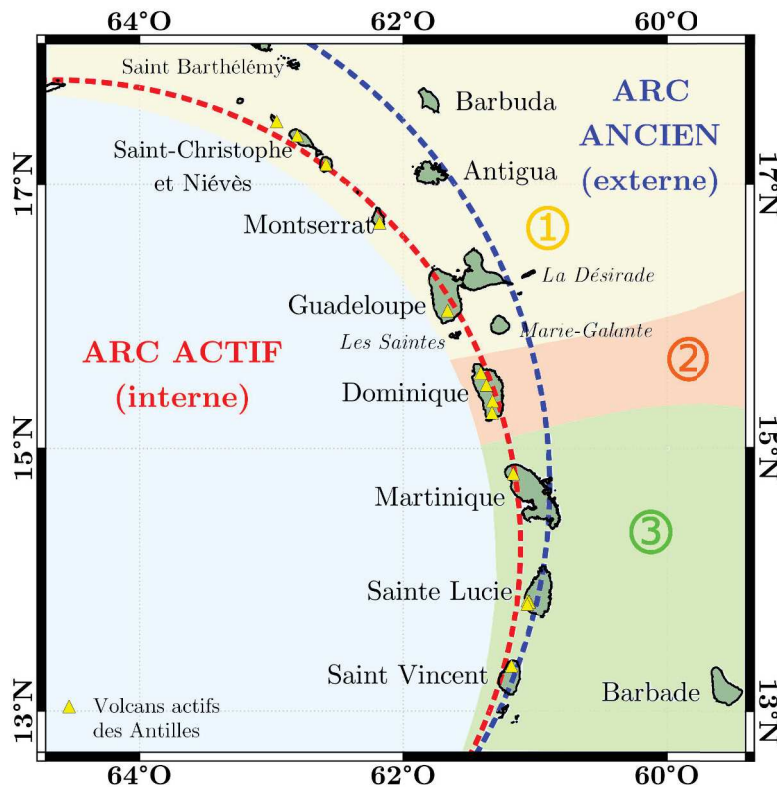 64°O
62°O
60°O
Saint Barthélémy
Barbuda
ARC
ANCIEN
(externe)
17°N
17°N
Saint-Christophe
et Niévès
Antigua
Montserrat
1
La Désirade
Guadeloupe
Les Saintes
Marie-Galante
ARC ACTIF
(interne)
2
Dominique
15°N
15°N
Martinique
3
Sainte Lucie
Saint Vincent
Barbade
Volcans actifs
des Antilles
13°N
13°N
64°O
62°O
60°O